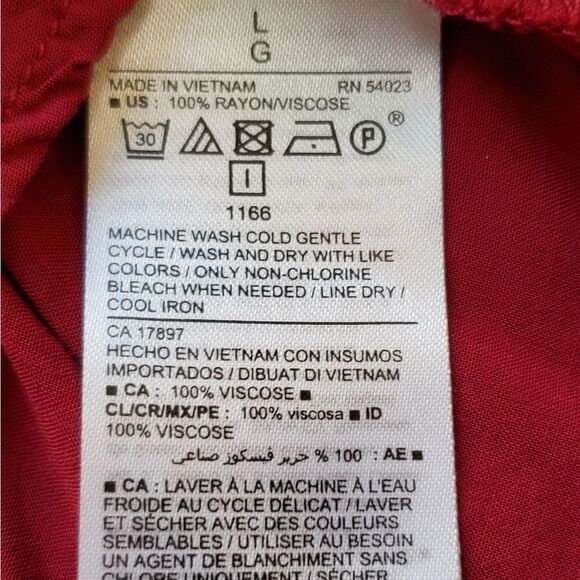 L
G
MADE IN VIETNAM RN 54023
■ US : 100% RAYON/VISCOSE
30 P ®
I
1166
MACHINE WASH COLD GENTLE
CYCLE / WASH AND DRY WITH LIKE
COLORS / ONLY NON-CHLORINE
BLEACH WHEN NEEDED / LINE DRY /
COOL IRON
CA 17897
HECHO EN VIETNAM CON INSUMOS
IMPORTADOS / DIBUAT DI VIETNAM
■ CA : 100% VISCOSE ■
CL/CR/MX/PE : 100% viscosa ■ ID
100% VISCOSE
■ AE : 100 % حرير فيسكوز صناعي
■ CA : LAVER À LA MACHINE À L'EAU
FROIDE AU CYCLE DÉLICAT / LAVER
ET SÉCHER AVEC DES COULEURS
SEMBLABLES / UTILISER AU BESOIN
UN AGENT DE BLANCHIMENT SANS
CHLORE UNIQUEMENT / SÉCHER